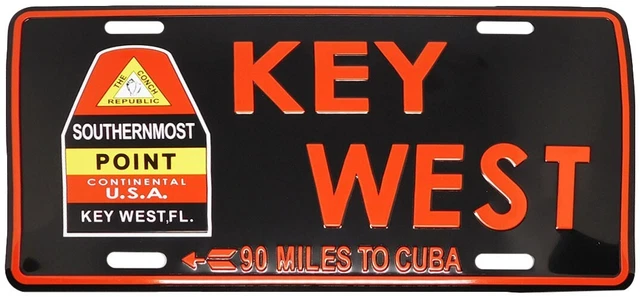 THE CONCH
REPUBLIC
SOUTHERNMOST
POINT
CONTINENTAL
U.S.A.
KEY WEST, FL.
KEY
WEST
90 MILES TO CUBA